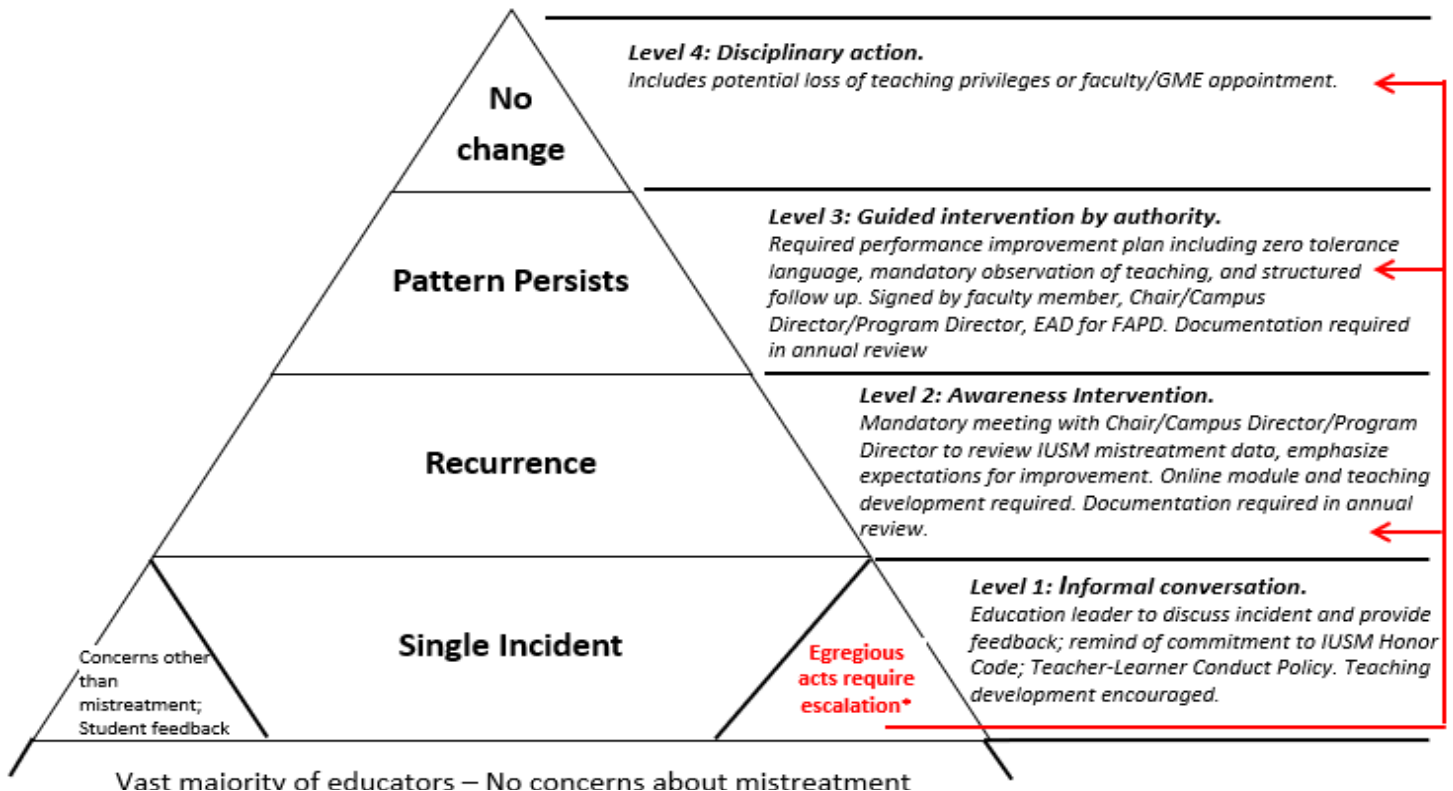 Level 4: Disciplinary action.
Includes potential loss of teaching privileges or faculty/GME appointment.
No
change
Level 3: Guided intervention by authority.
Required performance improvement plan including zero tolerance
language, mandatory observation of teaching, and structured
follow up. Signed by faculty member, Chair/Campus
Director/Program Director, EAD for FAPD. Documentation required
in annual review
Pattern Persists
Level 2: Awareness Intervention.
Mandatory meeting with Chair/Campus Director/Program
Director to review IUSM mistreatment data, emphasize
expectations for improvement. Online module and teaching
development required. Documentation required in annual
review.
Recurrence
Level 1: Informal conversation.
Education leader to discuss incident and provide
feedback; remind of commitment to IUSM Honor
Code; Teacher-Learner Conduct Policy. Teaching
development encouraged.
Concerns other
than
mistreatment;
Student feedback
Single Incident
Egregious
acts require
escalation*
Vast majority of educators – No concerns about mistreatment